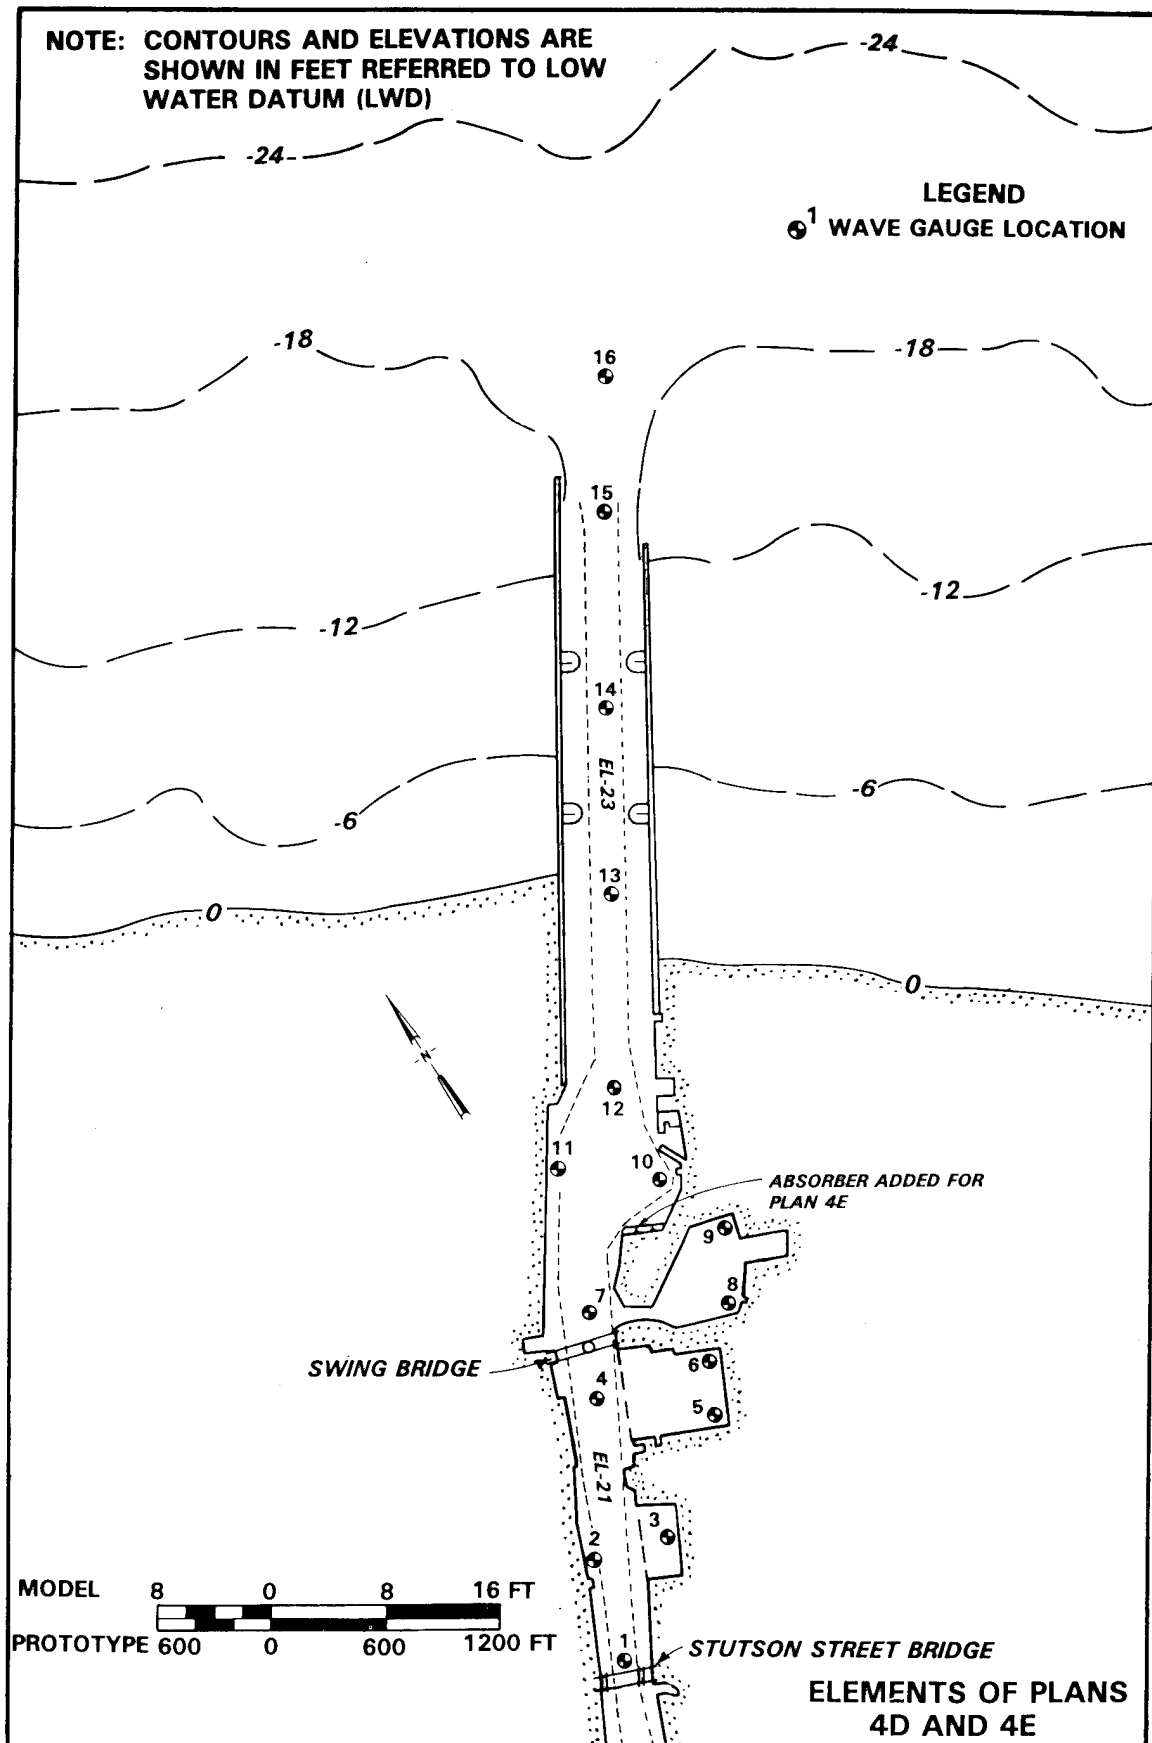 NOTE: CONTOURS AND ELEVATIONS ARE
SHOWN IN FEET REFERRED TO LOW
WATER DATUM (LWD)
-24
-24
LEGEND
1 WAVE GAUGE LOCATION
-18
-18
16
15
-12
-12
14
EL-23
-6
-6
13
0
0
N
12
11
10
ABSORBER ADDED FOR
PLAN 4E
9
8
7
SWING BRIDGE
6
4
5
EL-21
3
2
MODEL 8 0 8 16 FT
PROTOTYPE 600 0 600 1200 FT
1
STUTSON STREET BRIDGE
ELEMENTS OF PLANS
4D AND 4E